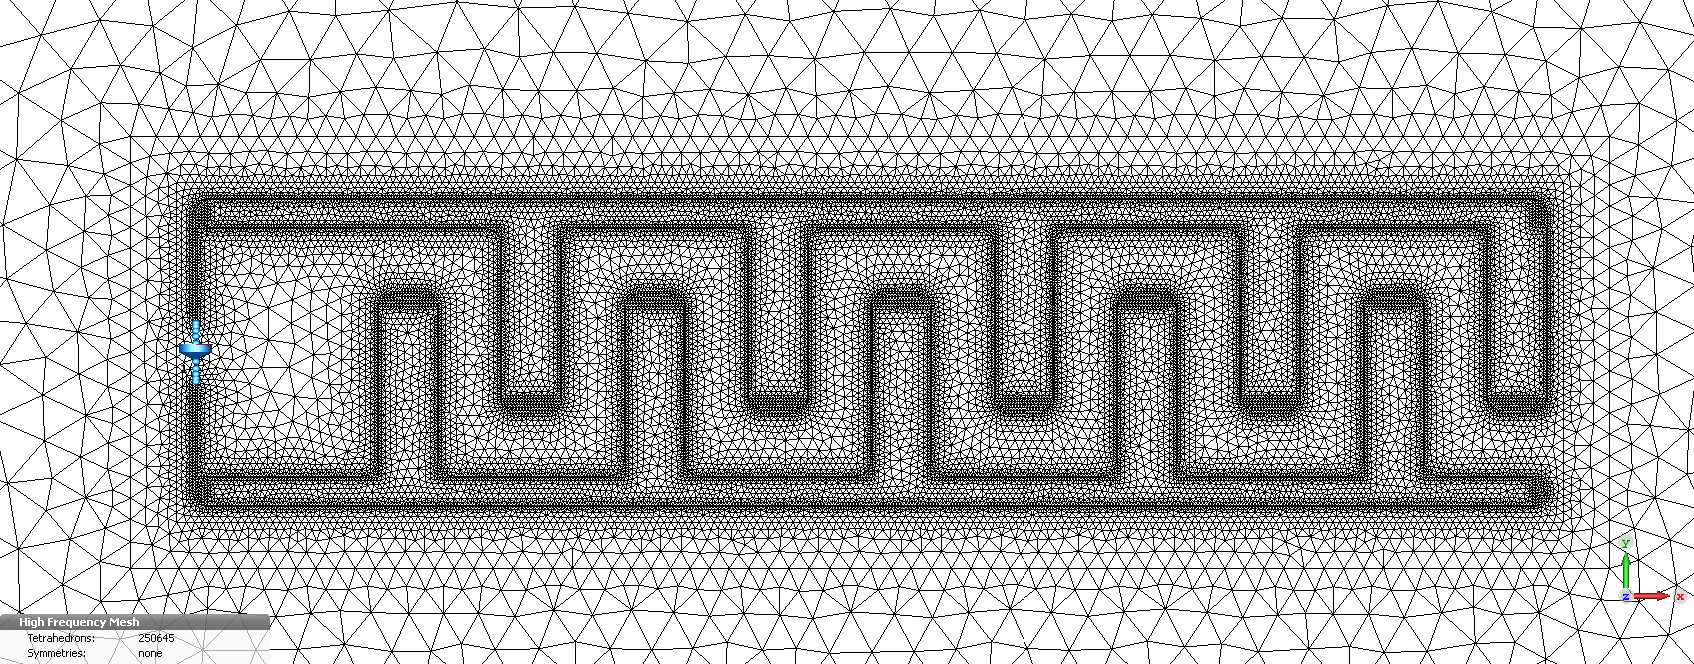 Y
Z X
High Frequency Mesh
Tetrahedrons: 250645
Symmetries: none